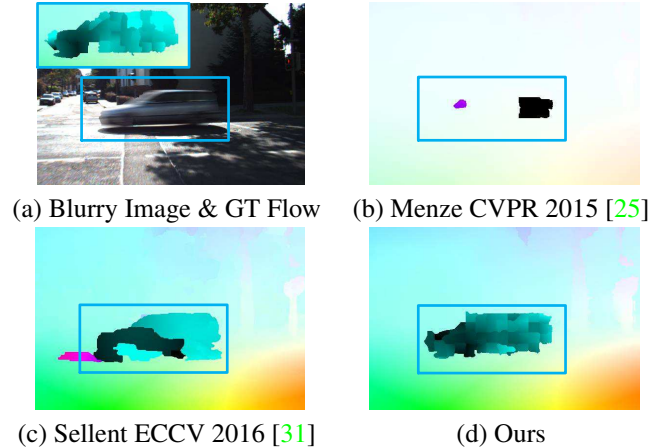 (a) Blurry Image & GT Flow
(b) Menze CVPR 2015 [25]
(c) Sellent ECCV 2016 [31]
(d) Ours